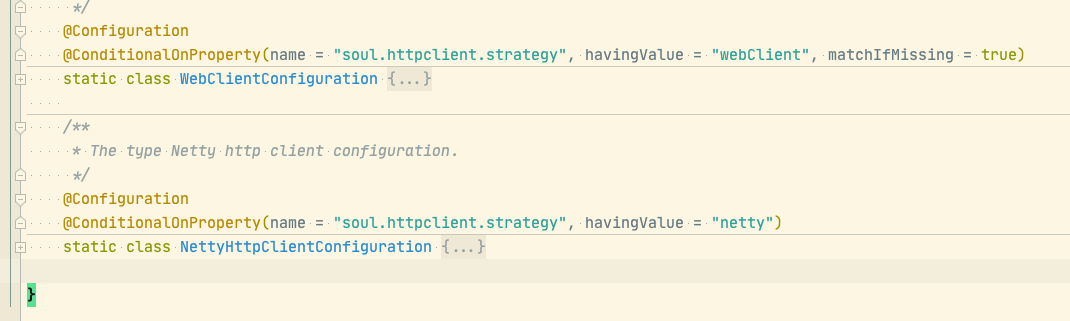 */
@Configuration
@ConditionalOnProperty(name = "soul.httpclient.strategy", havingValue = "webClient", matchIfMissing = true)
static class WebClientConfiguration {...}
/**
* The type Netty http client configuration.
*/
@Configuration
@ConditionalOnProperty(name = "soul.httpclient.strategy", havingValue = "netty")
static class NettyHttpClientConfiguration {...}
}